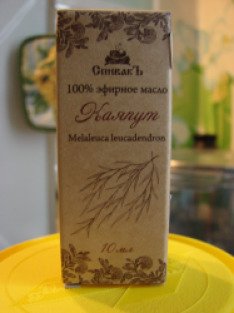 СпивакЪ
100% эфирное масло
Каяпут
Melaleuca leucadendron
10 мл